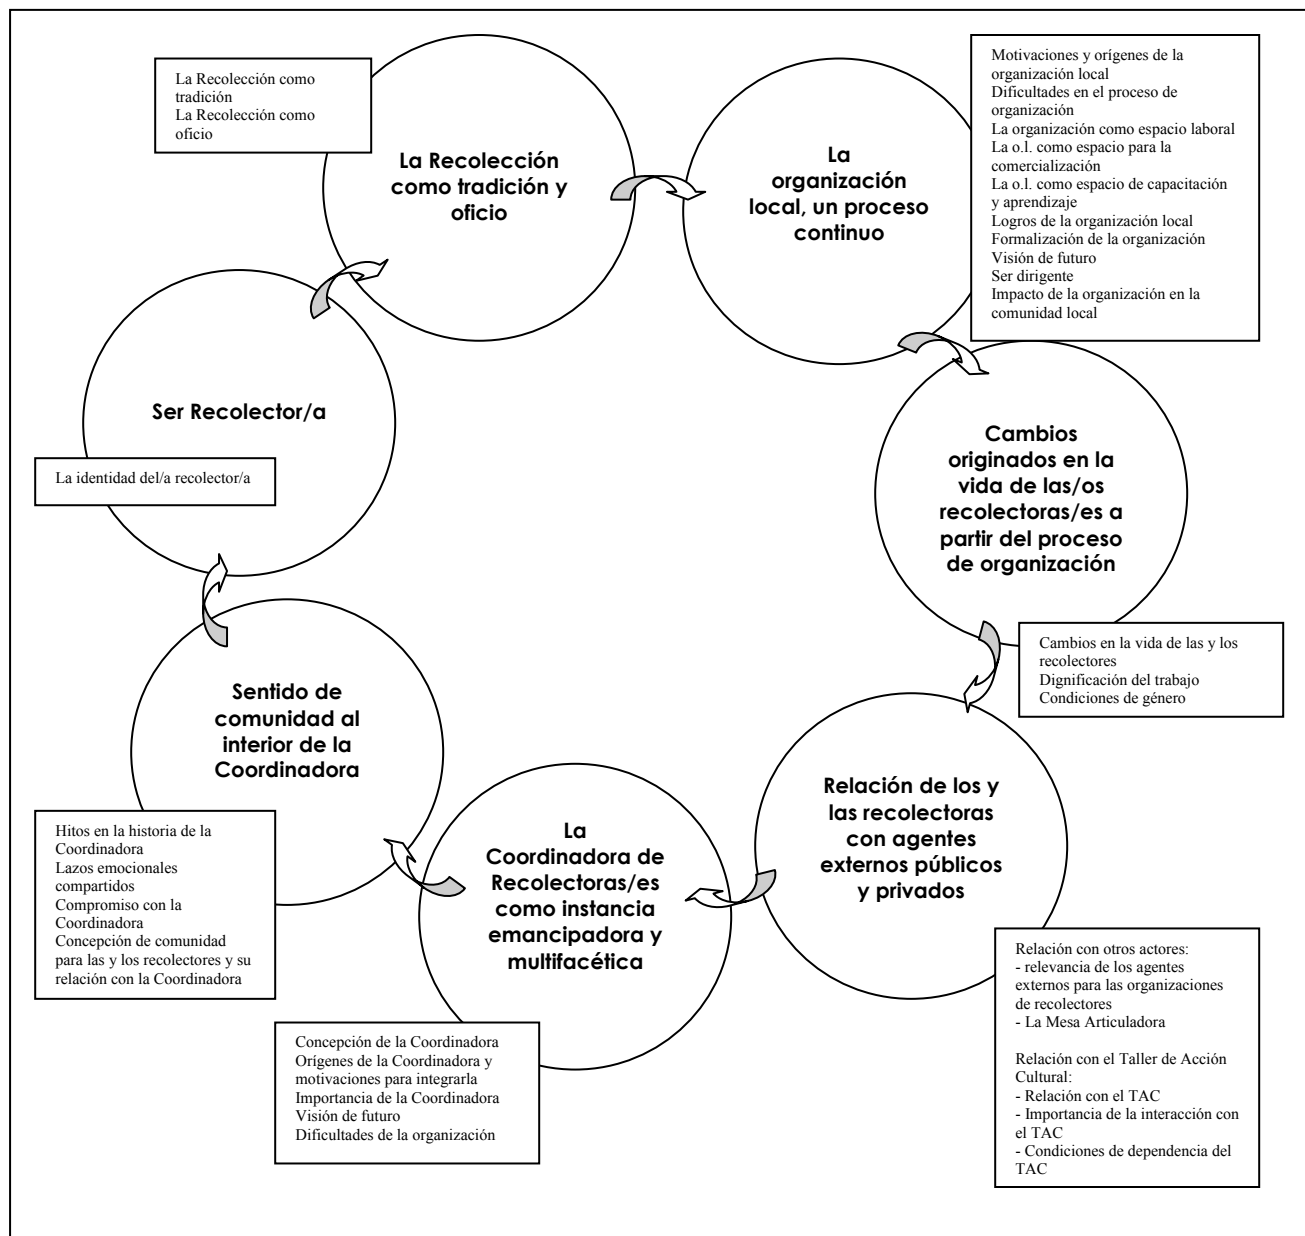 La Recolección como
tradición
La Recolección como
oficio
La Recolección
como tradición y
oficio
La
organización
local, un proceso
continuo
Motivaciones y orígenes de la
organización local
Dificultades en el proceso de
organización
La organización como espacio laboral
La o.l. como espacio para la
comercialización
La o.l. como espacio de capacitación
y aprendizaje
Logros de la organización local
Formalización de la organización
Visión de futuro
Ser dirigente
Impacto de la organización en la
comunidad local
Cambios
originados en la
vida de las/os
recolectoras/es a
partir del proceso
de organización
Cambios en la vida de las y los
recolectores
Dignificación del trabajo
Condiciones de género
Relación de los y
las recolectoras
con agentes
externos públicos
y privados
Relación con otros actores:
- relevancia de los agentes
externos para las organizaciones
de recolectores
- La Mesa Articuladora
Relación con el Taller de Acción
Cultural:
- Relación con el TAC
- Importancia de la interacción con
el TAC
- Condiciones de dependencia del
TAC
La
Coordinadora de
Recolectoras/es
como instancia
emancipadora y
multifacética
Concepción de la Coordinadora
Orígenes de la Coordinadora y
motivaciones para integrarla
Importancia de la Coordinadora
Visión de futuro
Dificultades de la organización
Sentido de
comunidad al
interior de la
Coordinadora
Hitos en la historia de la
Coordinadora
Lazos emocionales
compartidos
Compromiso con la
Coordinadora
Concepción de comunidad
para las y los recolectores y su
relación con la Coordinadora
Ser Recolector/a
La identidad del/a recolector/a